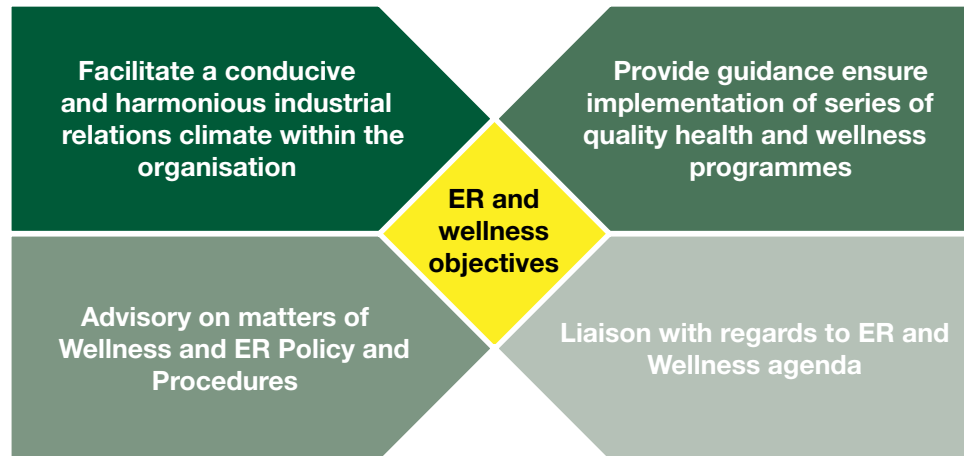 Facilitate a conducive
and harmonious industrial
relations climate within the
organisation
Provide guidance ensure
implementation of series of
quality health and wellness
programmes
ER and
wellness
objectives
Advisory on matters of
Wellness and ER Policy and
Procedures
Liaison with regards to ER and
Wellness agenda